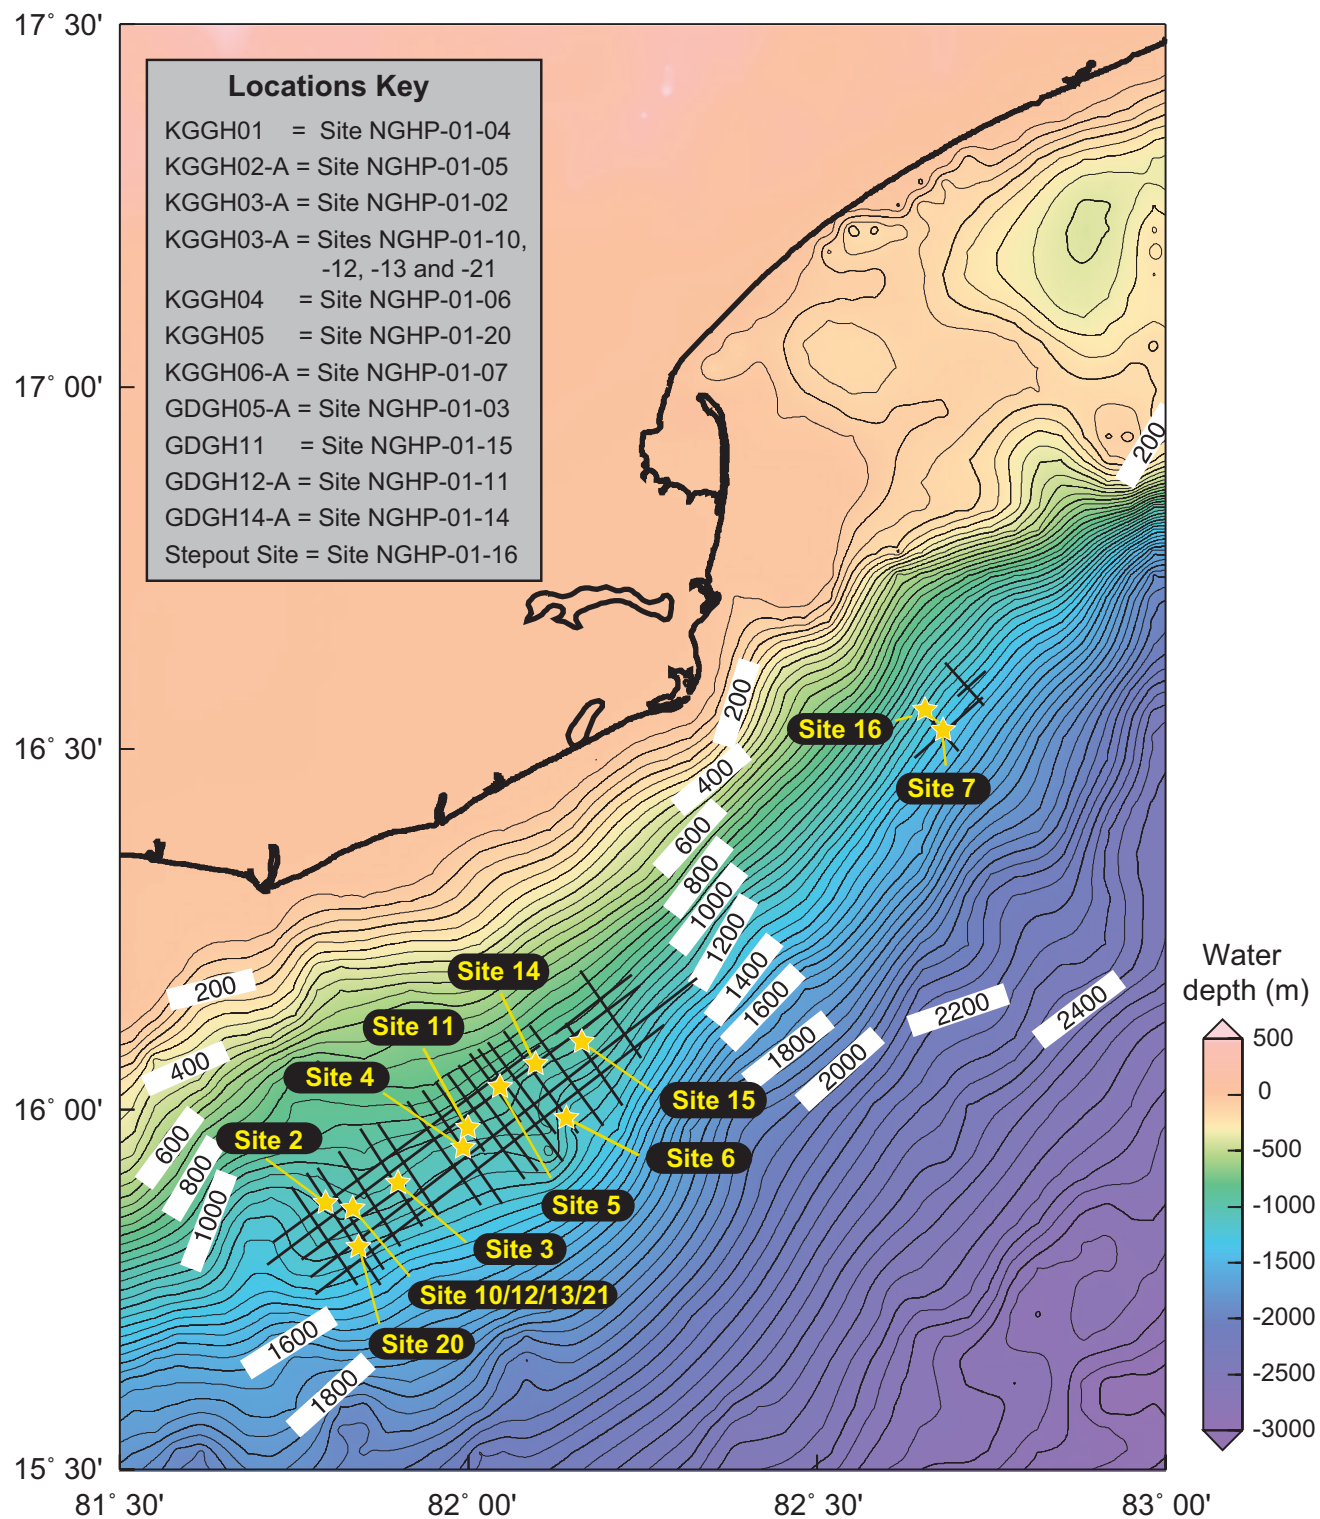 17° 30'
Locations Key
KGGH01 = Site NGHP-01-04
KGGH02-A = Site NGHP-01-05
KGGH03-A = Site NGHP-01-02
KGGH03-A = Sites NGHP-01-10,
-12, -13 and -21
KGGH04 = Site NGHP-01-06
KGGH05 = Site NGHP-01-20
KGGH06-A = Site NGHP-01-07
GDGH05-A = Site NGHP-01-03
GDGH11 = Site NGHP-01-15
GDGH12-A = Site NGHP-01-11
GDGH14-A = Site NGHP-01-14
Stepout Site = Site NGHP-01-16
17° 00'
200
200
16° 30'
Site 16
Site 7
400
600
800
1000
1200
1400
1600
1800
2000
2200
2400
200
400
600
800
1000
Site 14
Site 11
Site 4
Site 2
16° 00'
Site 15
Site 6
Site 5
Site 3
Site 10/12/13/21
Site 20
1600
1800
Water
depth (m)
500
0
-500
-1000
-1500
-2000
-2500
-3000
15° 30'
81° 30'
82° 00'
82° 30'
83° 00'